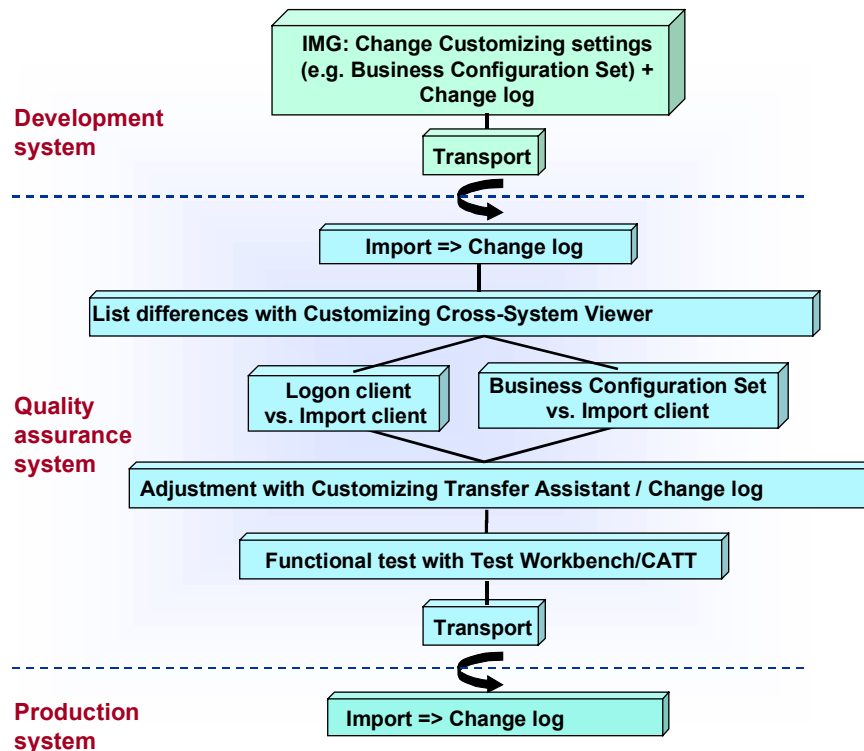 IMG: Change Customizing settings
(e.g. Business Configuration Set) +
Change log
Development
system
Transport
Import => Change log
List differences with Customizing Cross-System Viewer
Logon client
vs. Import client
Business Configuration Set
vs. Import client
Quality
assurance
system
Adjustment with Customizing Transfer Assistant / Change log
Functional test with Test Workbench/CATT
Transport
Production
system
Import => Change log